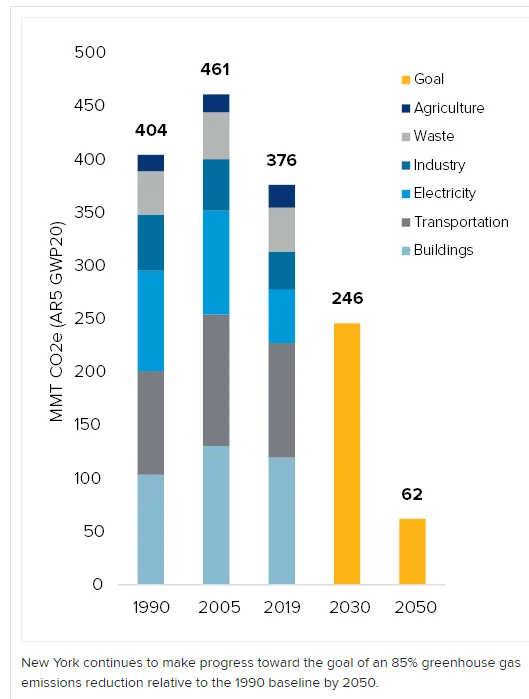 500
450
400
350
300
250
200
150
100
50
0
MMT CO2e (AR5 GWP20)
404
461
376
246
62
Goal
Agriculture
Waste
Industry
Electricity
Transportation
Buildings
1990 2005 2019 2030 2050
New York continues to make progress toward the goal of an 85% greenhouse gas
emissions reduction relative to the 1990 baseline by 2050.